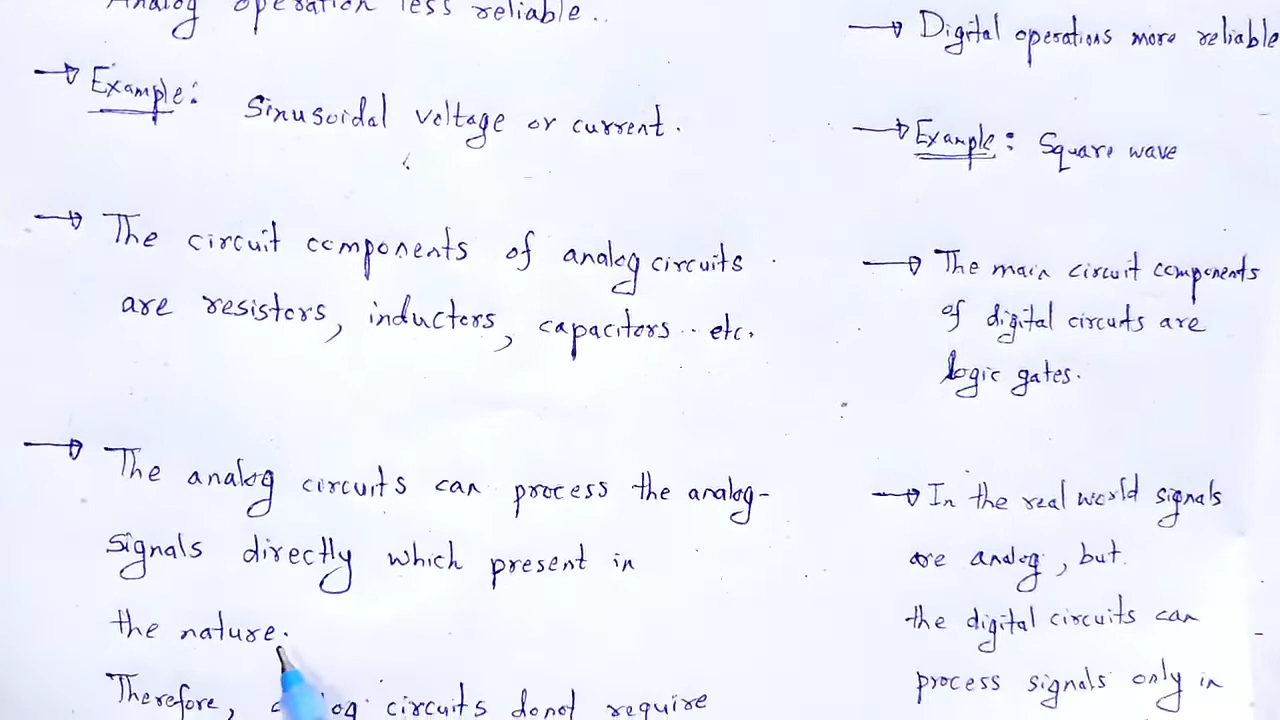 Analog operation less reliable..
→ Example: Sinusoidal voltage or current.
→ The circuit components of analog circuits
are resistors, inductors, capacitors.. etc.
→ The analog circuits can process the analog-
signals directly which present in
the nature.
Therefore, circuits donot require
→ Digital operations more reliable
→ Example: Square wave
→ The main circuit components
of digital circuits are
logic gates.
→ In the real world signals
are analog, but
the digital circuits can
process signals only in